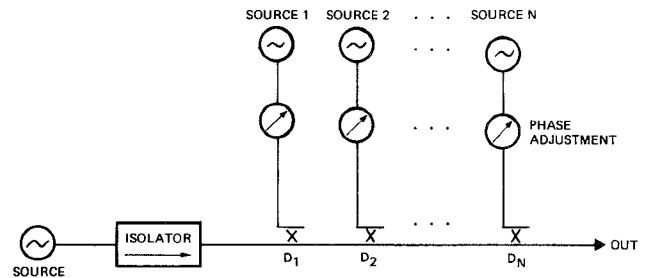 SOURCE 1 SOURCE 2 . . . SOURCE N
. . .
. . .
PHASE
ADJUSTMENT
. . .
ISOLATOR
OUT
SOURCE
D1 D2 . . . DN